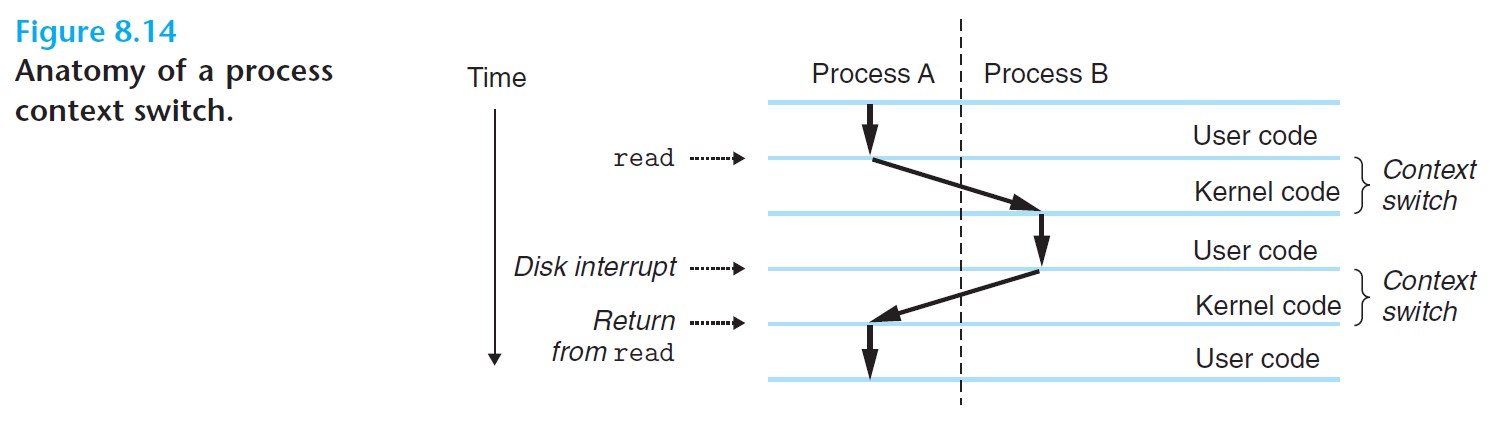 Figure 8.14
Anatomy of a process
context switch.
Time
Process A
Process B
User code
read
Context
switch
Kernel code
User code
Disk interrupt
Context
switch
Kernel code
Return
from read
User code